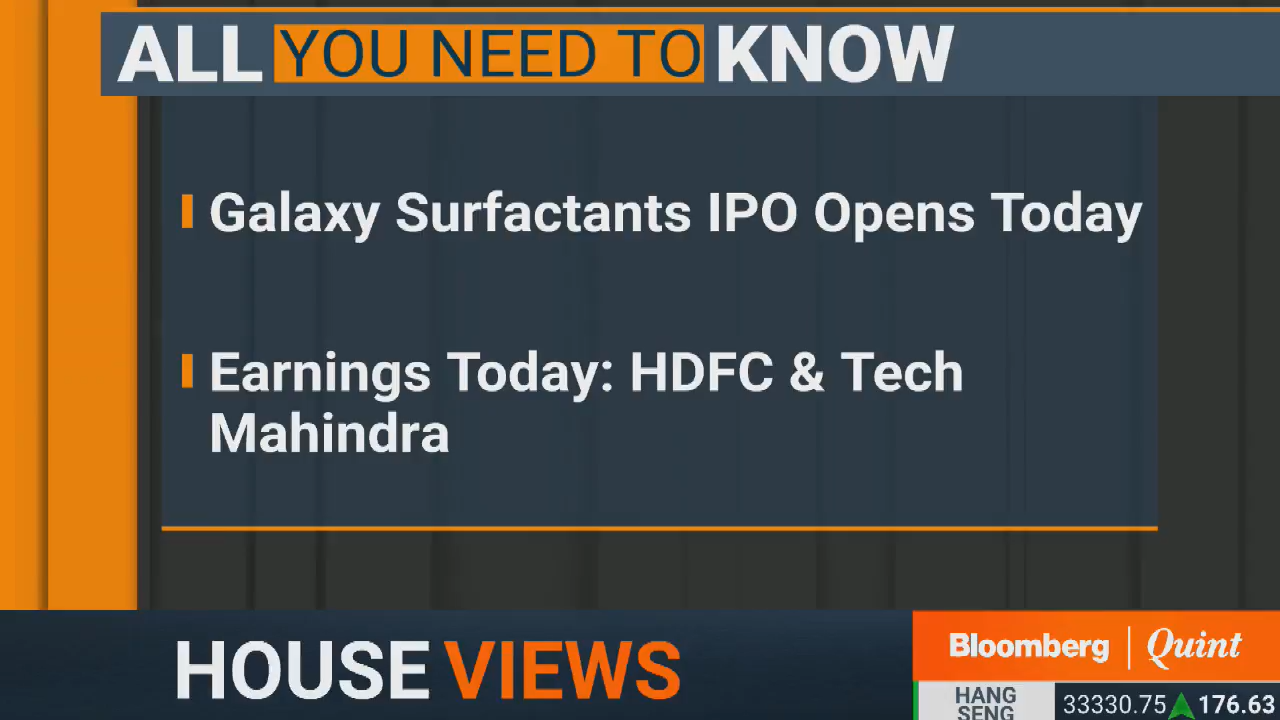 ALL YOU NEED TO KNOW
Galaxy Surfactants IPO Opens Today
Earnings Today: HDFC & Tech
Mahindra
HOUSE VIEWS
Bloomberg | Quint
HANG
SENG
33330.75 176.63